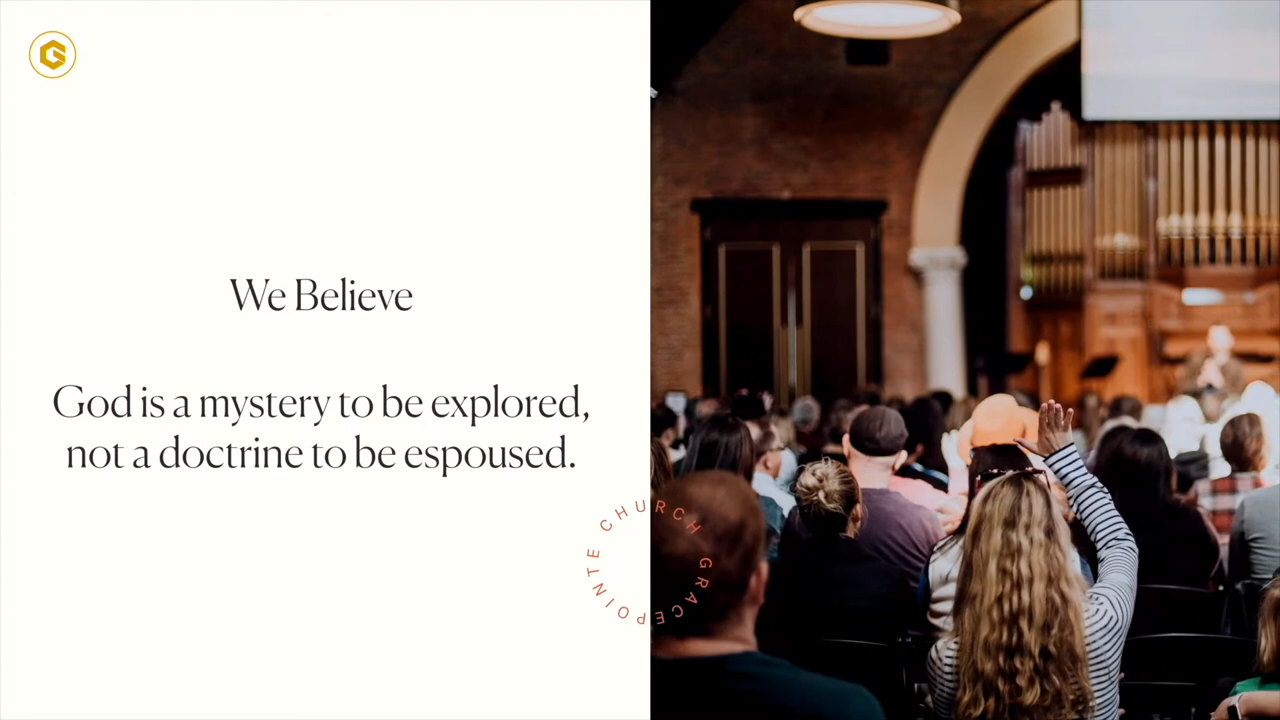 We Believe
God is a mystery to be explored,
not a doctrine to be espoused.
GRACEPOINTE CHURCH